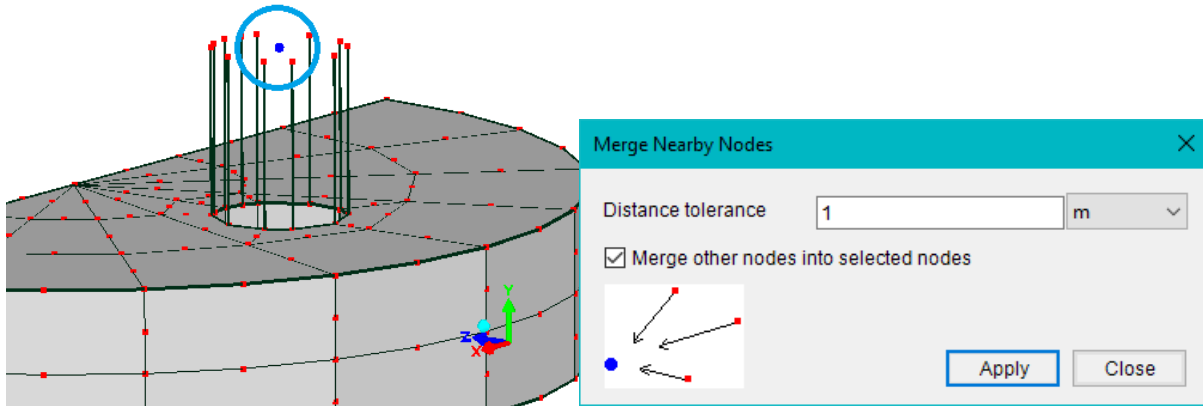 Y
Z
X
Merge Nearby Nodes
Distance tolerance 1 m
Merge other nodes into selected nodes
Apply Close